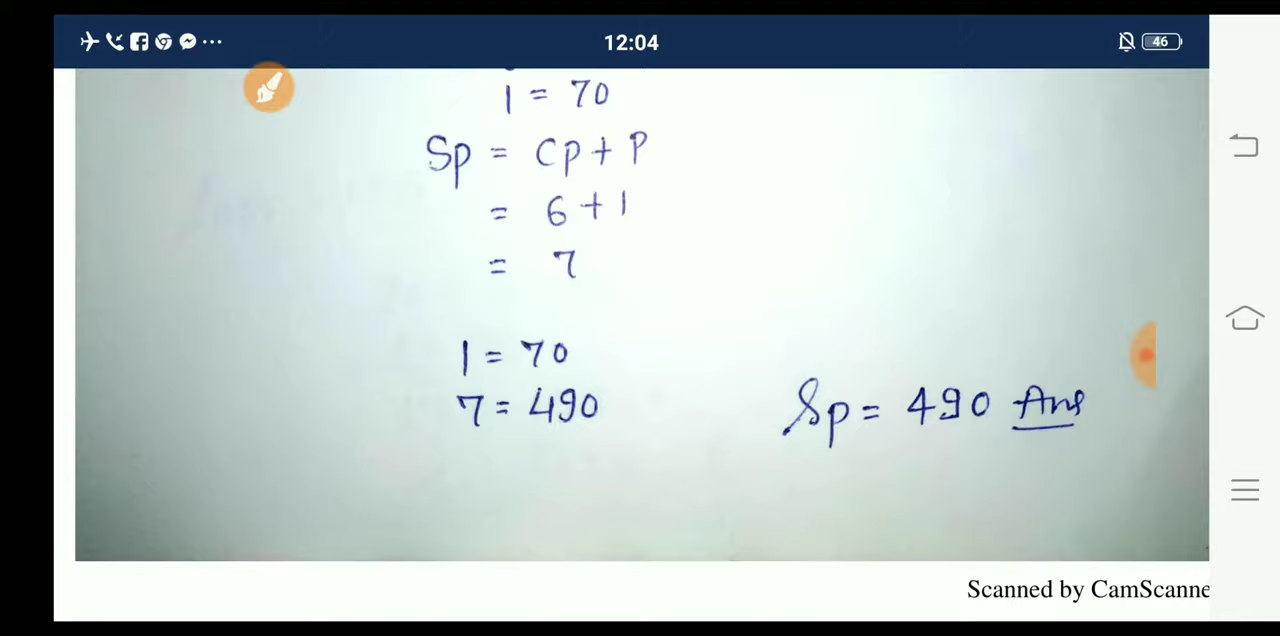 12:04
46
1 = 70
Sp = CP + P
= 6 + 1
= 7
1 = 70
7 = 490
Sp = 490 Ans
Scanned by CamScanne